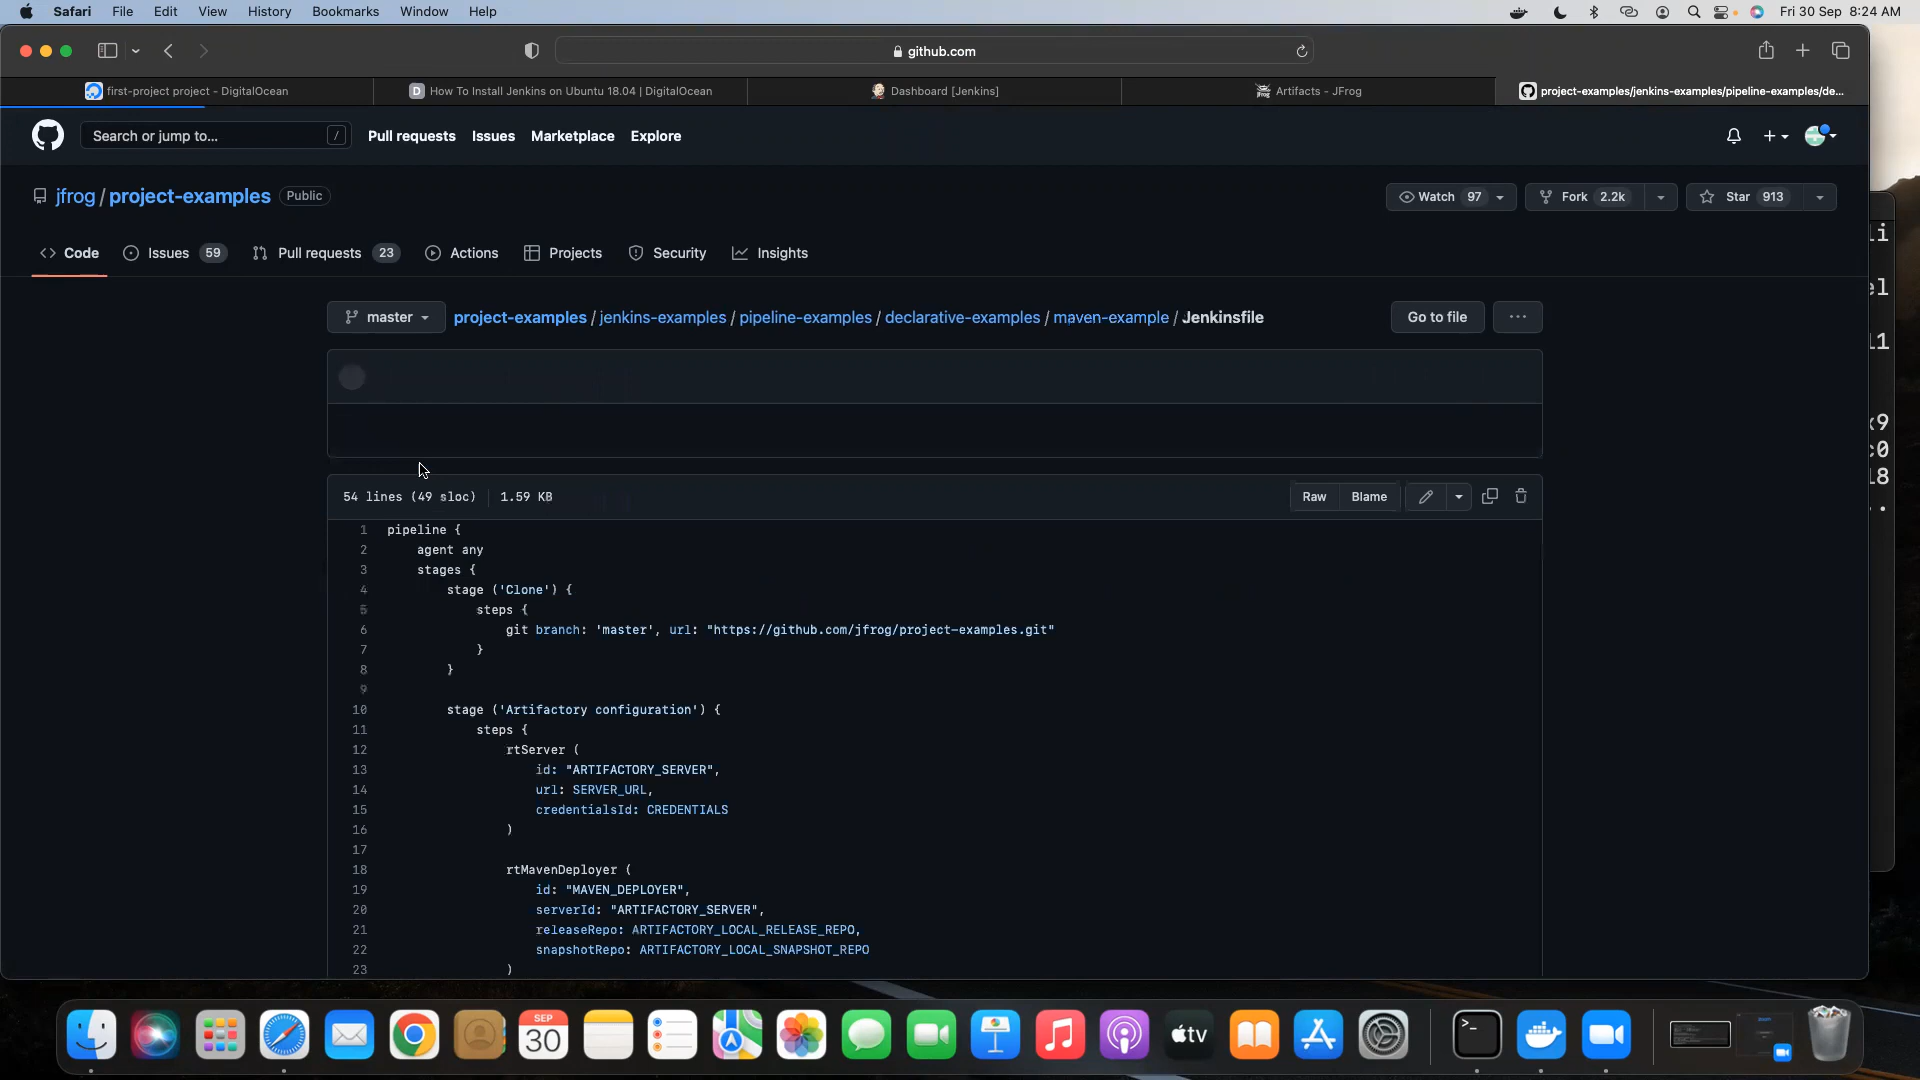 Safari File Edit View History Bookmarks Window Help Fri 30 Sep 8:24 AM
github.com
first-project project - DigitalOcean
D How To Install Jenkins on Ubuntu 18.04 | DigitalOcean
Dashboard [Jenkins]
Artifacts - JFrog
project-examples/jenkins-examples/pipeline-examples/de...
Search or jump to... / Pull requests Issues Marketplace Explore
jfrog / project-examples Public
Watch 97 Fork 2.2k Star 913
Code Issues 59 Pull requests 23 Actions Projects Security Insights
master project-examples / jenkins-examples / pipeline-examples / declarative-examples / maven-example / Jenkinsfile Go to file ...
54 lines (49 sloc) 1.59 KB Raw Blame
1 pipeline {
2 agent any
3 stages {
4 stage ('Clone') {
5 steps {
6 git branch: 'master', url: "https://github.com/jfrog/project-examples.git"
7 }
8 }
9
10 stage ('Artifactory configuration') {
11 steps {
12 rtServer (
13 id: "ARTIFACTORY_SERVER",
14 url: SERVER_URL,
15 credentialsId: CREDENTIALS
16 )
17
18 rtMavenDeployer (
19 id: "MAVEN_DEPLOYER",
20 serverId: "ARTIFACTORY_SERVER",
21 releaseRepo: ARTIFACTORY_LOCAL_RELEASE_REPO,
22 snapshotRepo: ARTIFACTORY_LOCAL_SNAPSHOT_REPO
23 )
SEP
30
tv